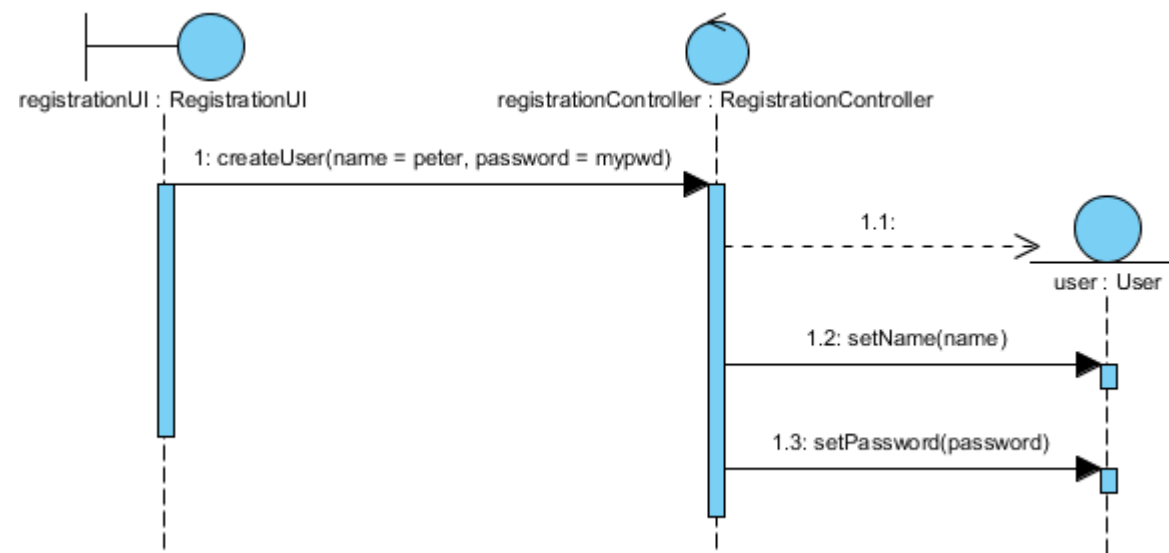 registrationUI : RegistrationUI
registrationController : RegistrationController
1: createUser(name = peter, password = mypwd)
1.1:
user : User
1.2: setName(name)
1.3: setPassword(password)